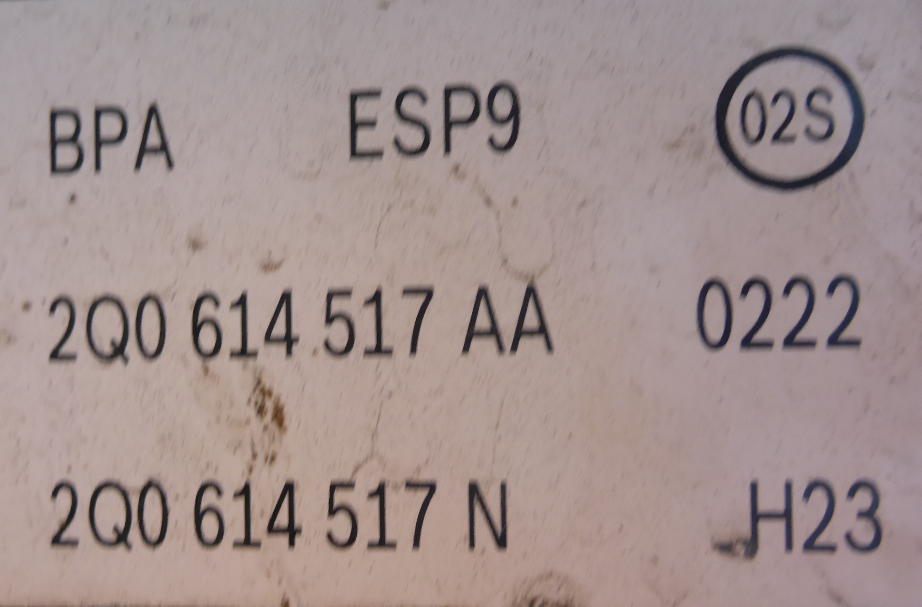 BPA ESP9 02S
2Q0 614 517 AA 0222
2Q0 614 517 N H23